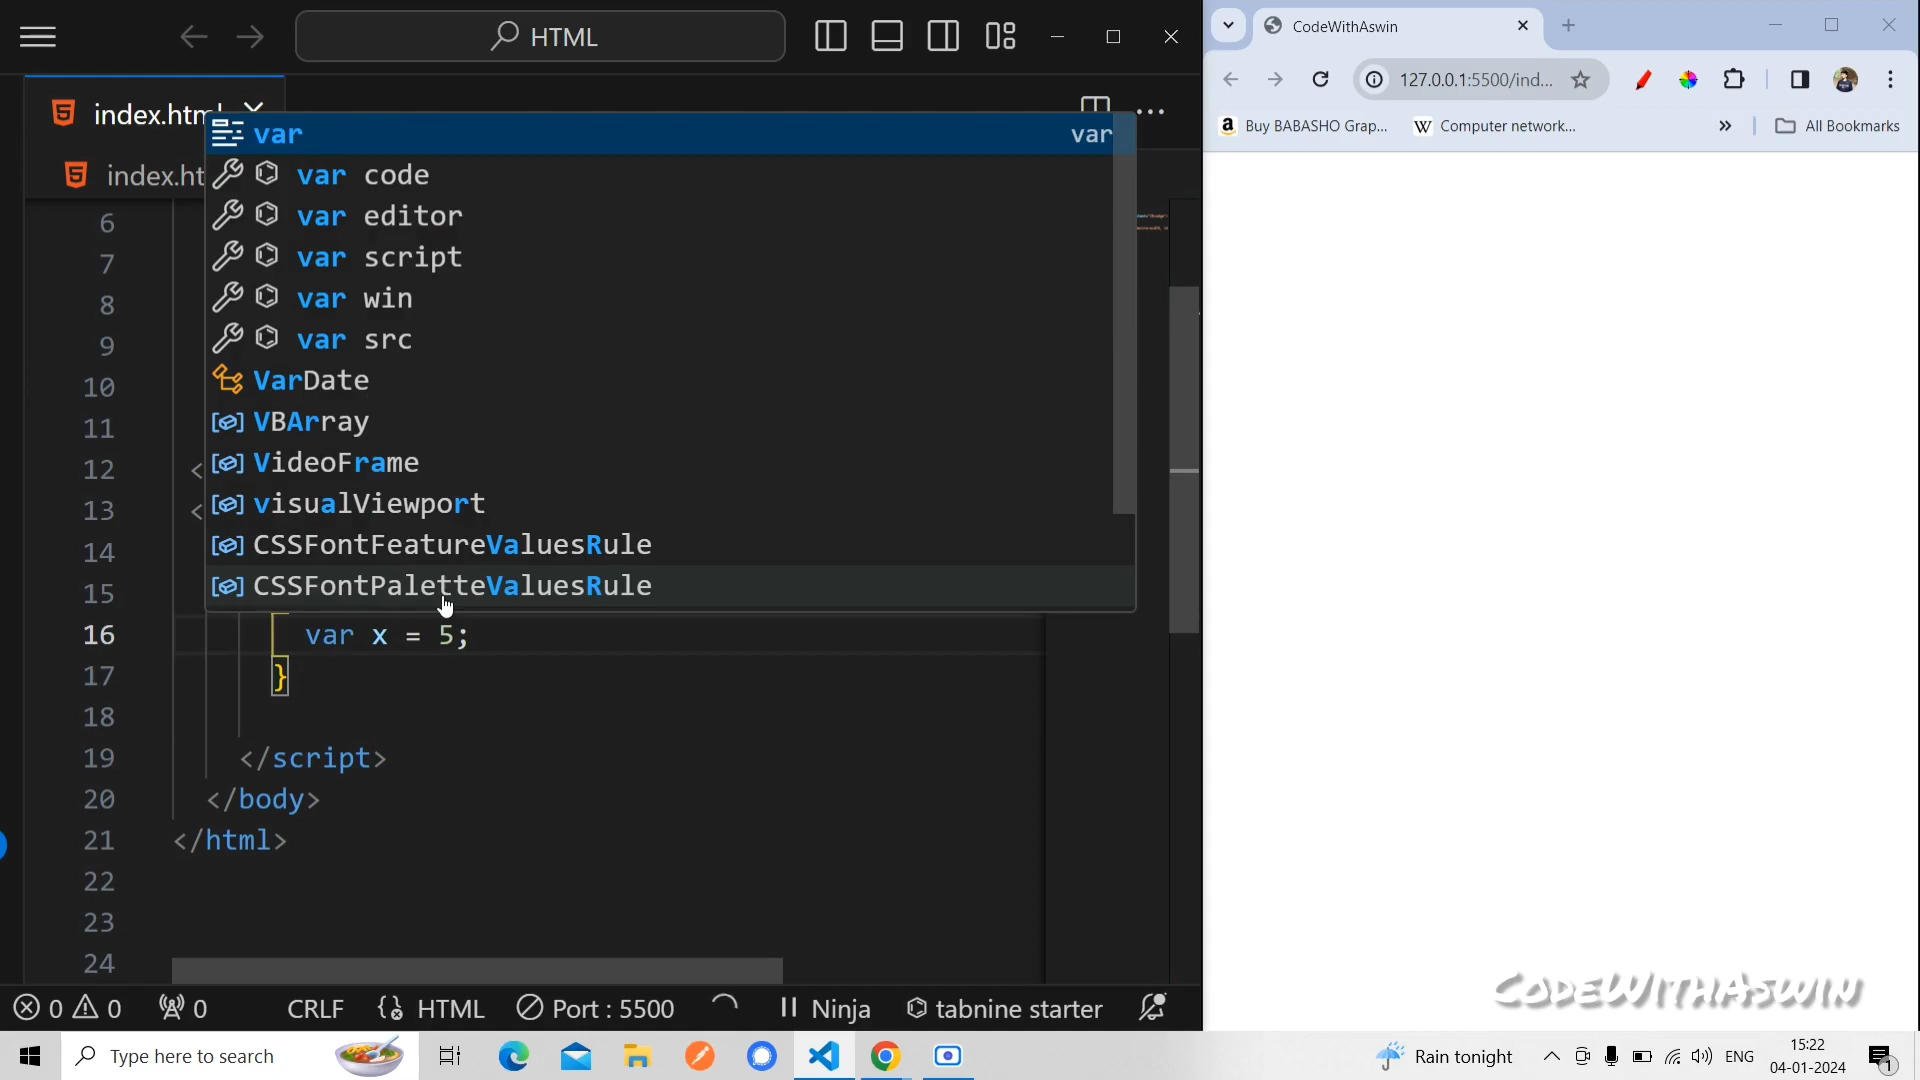 HTML
index.html
var var
var code
var editor
var script
var win
var src
VarDate
VBArray
VideoFrame
visualViewport
CSSFontFeatureValuesRule
CSSFontPaletteValuesRule
index.ht
6
7
8
9
10
11
12 <
13 <
14
15
16 var x = 5;
17 }
18
19 </script>
20 </body>
21 </html>
22
23
24
0 0 0 CRLF {} HTML Port : 5500 Ninja tabnine starter
CodeWithAswin
127.0.0.1:5500/ind...
Buy BABASHO Grap... Computer network... » All Bookmarks
CodeWithAswin
Type here to search Rain tonight ENG 15:22
04-01-2024
1